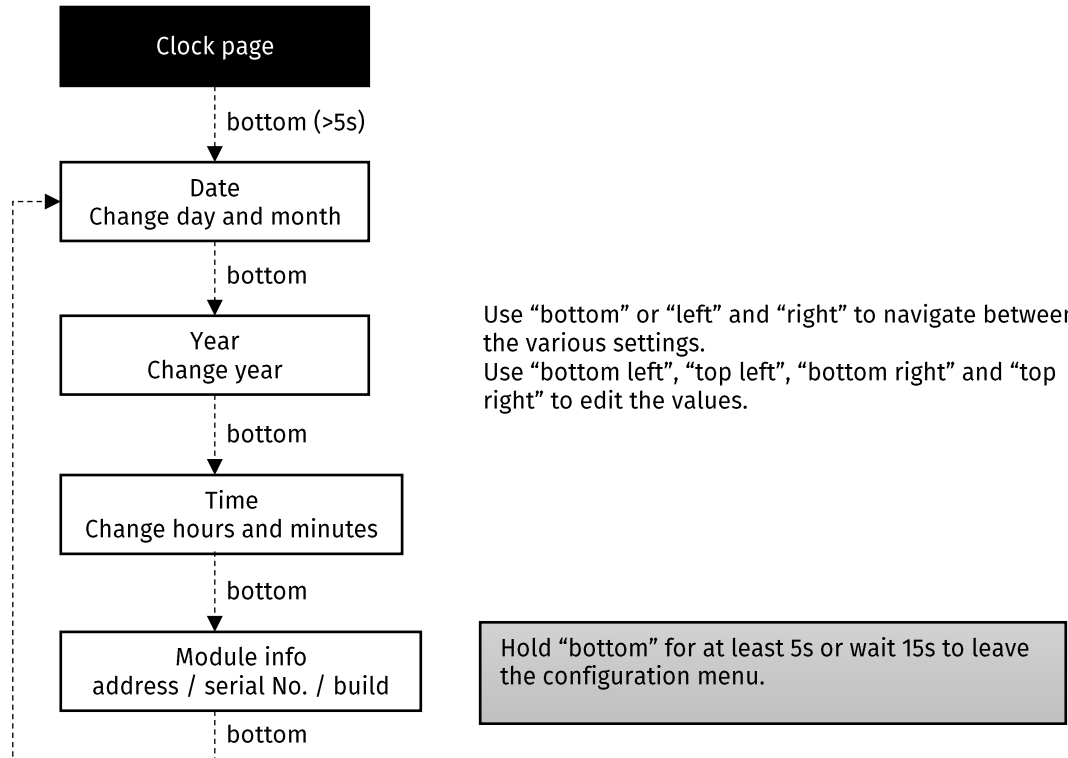 Clock page
bottom (>5s)
Date
Change day and month
bottom
Year
Change year
bottom
Time
Change hours and minutes
bottom
Module info
address / serial No. / build
bottom
Use “bottom” or “left” and “right” to navigate between
the various settings.
Use “bottom left”, “top left”, “bottom right” and “top
right” to edit the values.
Hold “bottom” for at least 5s or wait 15s to leave
the configuration menu.